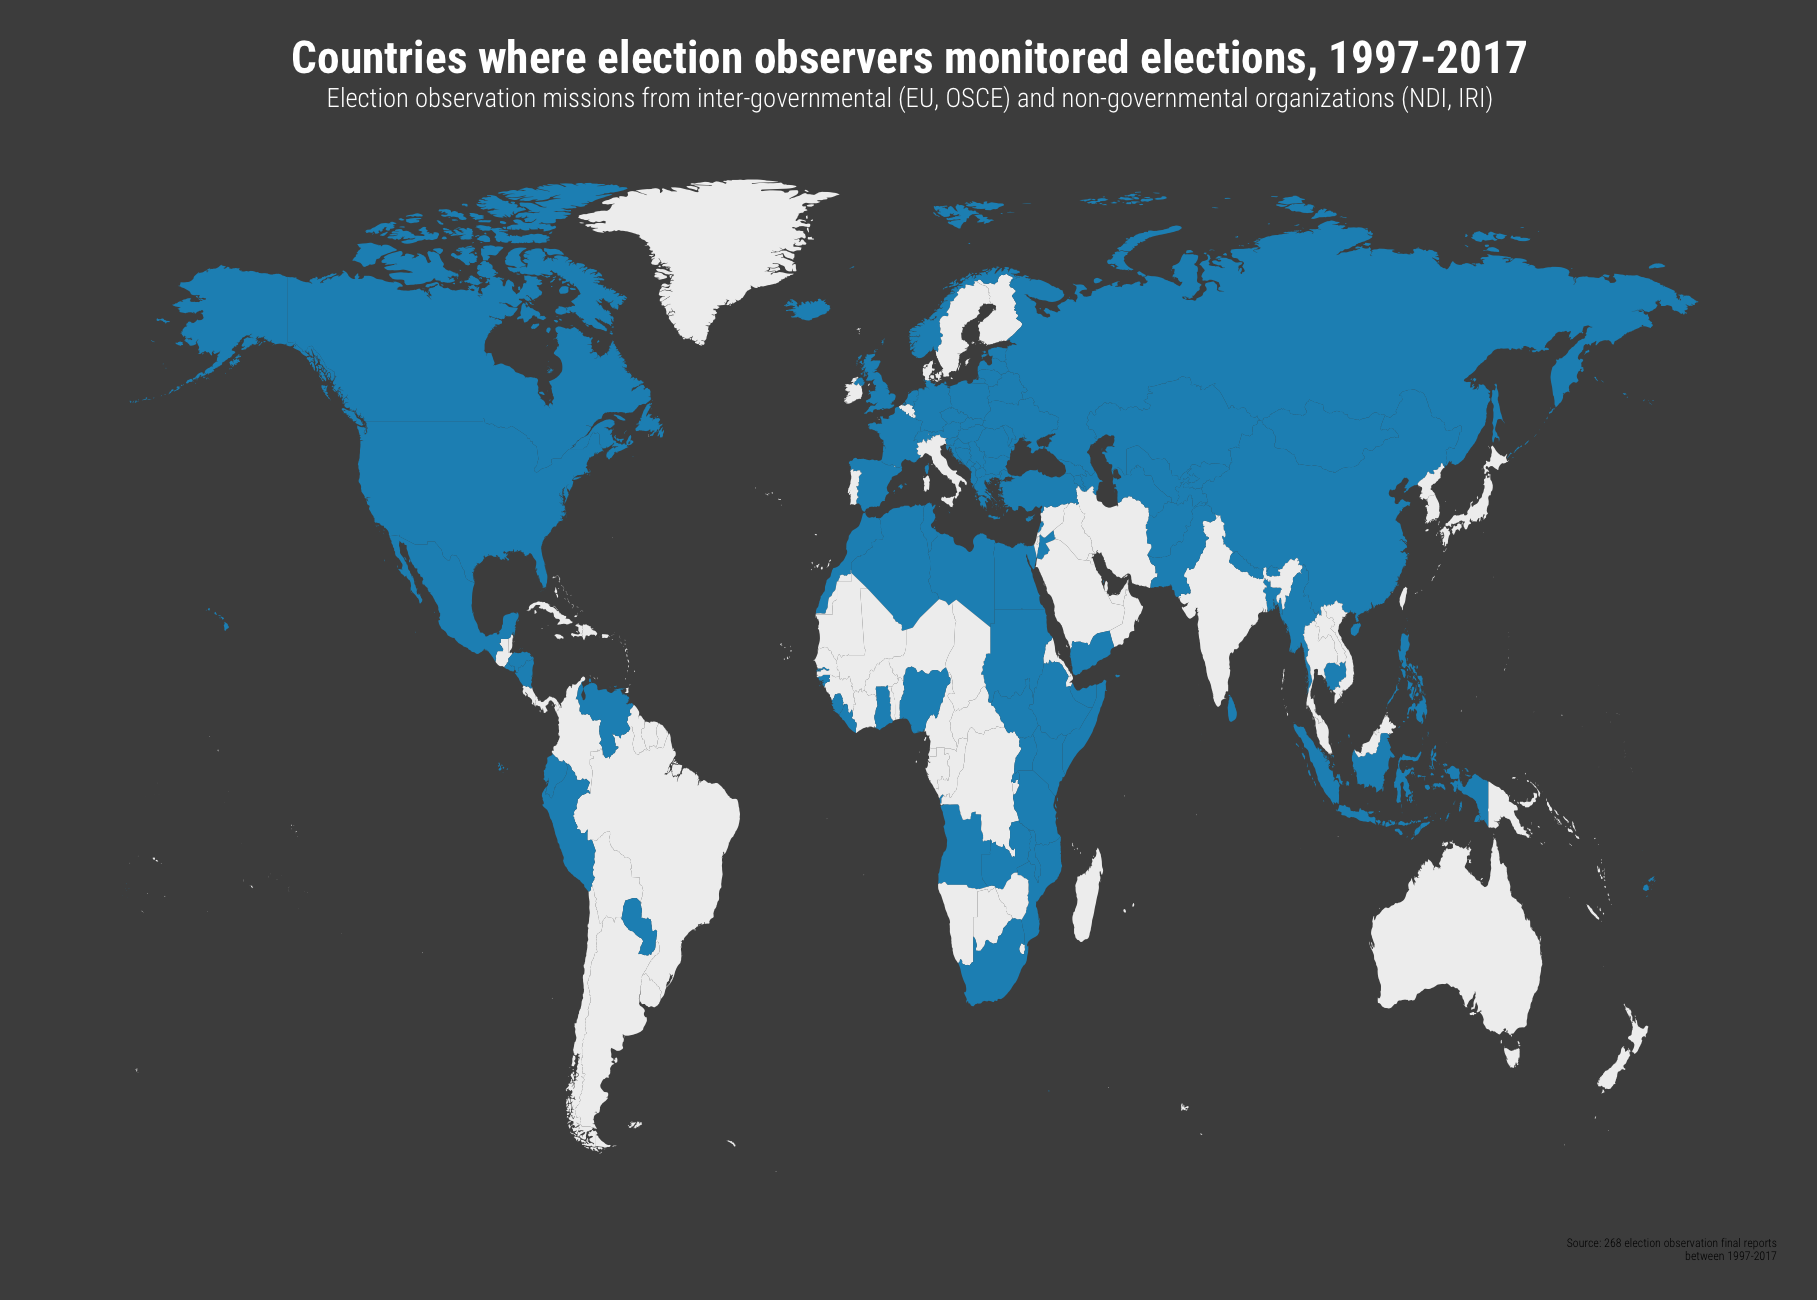 Countries where election observers monitored elections, 1997-2017
Election observation missions from inter-governmental (EU, OSCE) and non-governmental organizations (NDI, IRI)
Source: 268 election observation final reports
between 1997-2017